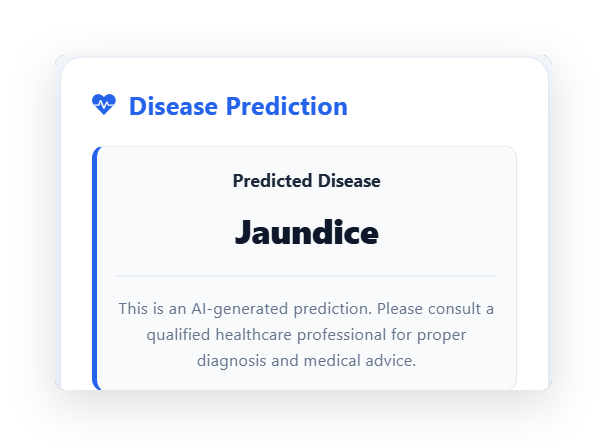 Disease Prediction
Predicted Disease
Jaundice
This is an AI-generated prediction. Please consult a
qualified healthcare professional for proper
diagnosis and medical advice.